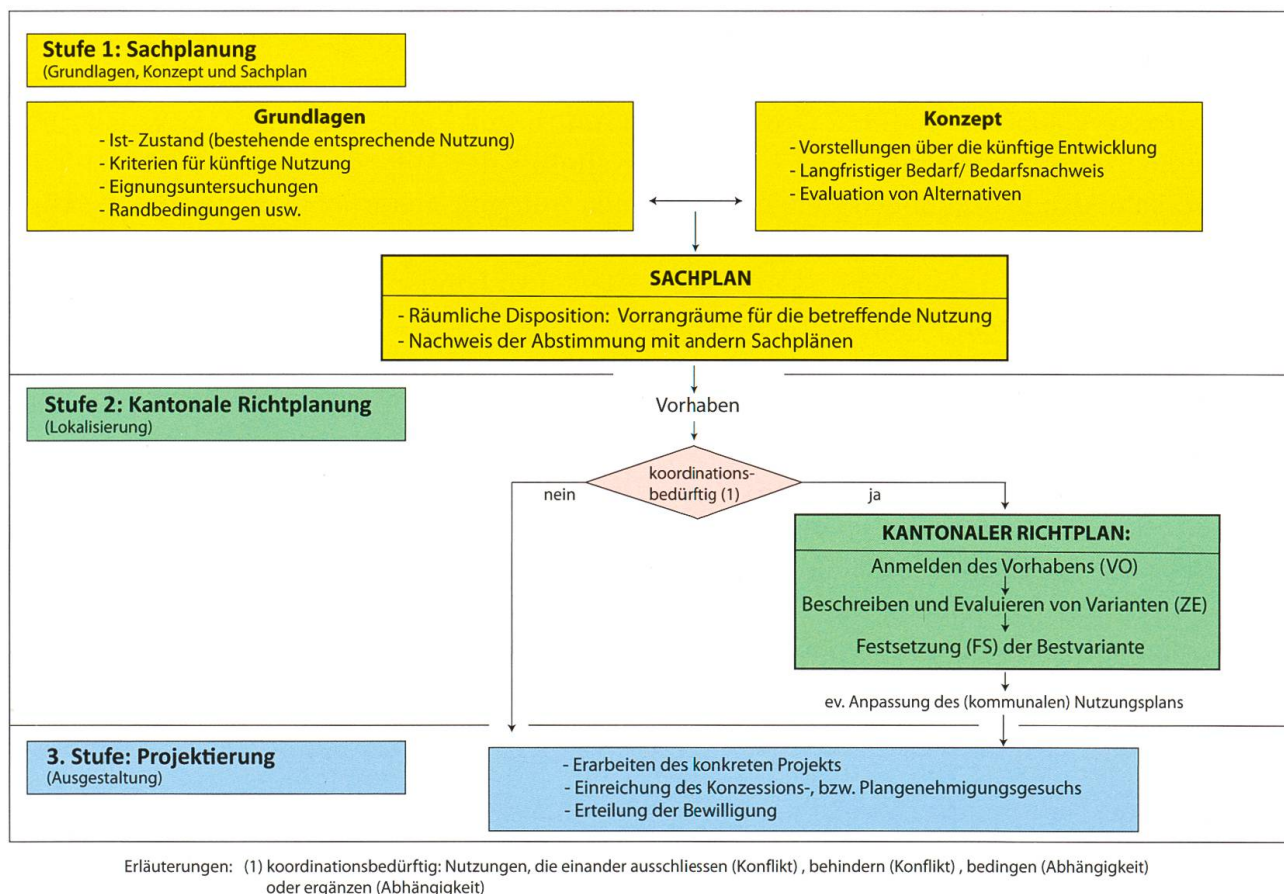 Stufe 1: Sachplanung
(Grundlagen, Konzept und Sachplan
Grundlagen
- Ist- Zustand (bestehende entsprechende Nutzung)
- Kriterien für künftige Nutzung
- Eignungsuntersuchungen
- Randbedingungen usw.
Konzept
- Vorstellungen über die künftige Entwicklung
- Langfristiger Bedarf/ Bedarfsnachweis
- Evaluation von Alternativen
SACHPLAN
- Räumliche Disposition: Vorrangräume für die betreffende Nutzung
- Nachweis der Abstimmung mit andern Sachplänen
Stufe 2: Kantonale Richtplanung
(Lokalisierung)
Vorhaben
koordinations-
bedürftig (1)
nein
ja
KANTONALER RICHTPLAN:
Anmelden des Vorhabens (VO)
Beschreiben und Evaluieren von Varianten (ZE)
Festsetzung (FS) der Bestvariante
ev. Anpassung des (kommunalen) Nutzungsplans
3. Stufe: Projektierung
(Ausgestaltung)
- Erarbeiten des konkreten Projekts
- Einreichung des Konzessions-, bzw. Plangenehmigungsgesuchs
- Erteilung der Bewilligung
Erläuterungen: (1) koordinationsbedürftig: Nutzungen, die einander ausschliessen (Konflikt) , behindern (Konflikt) , bedingen (Abhängigkeit)
oder ergänzen (Abhängigkeit)